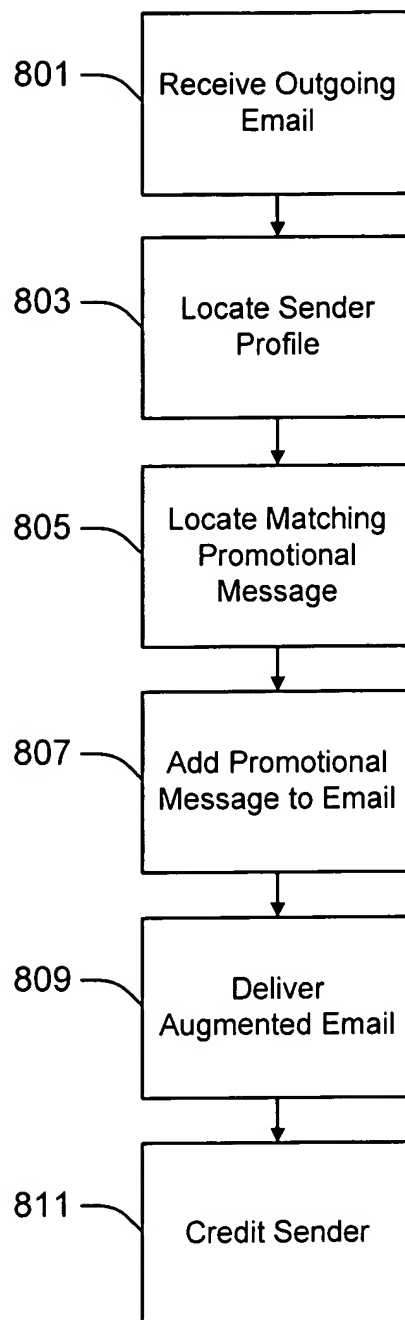 801
Receive Outgoing
Email
803
Locate Sender
Profile
805
Locate Matching
Promotional
Message
807
Add Promotional
Message to Email
809
Deliver
Augmented Email
811
Credit Sender